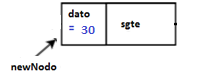 dato
= 30
sgte
newNodo